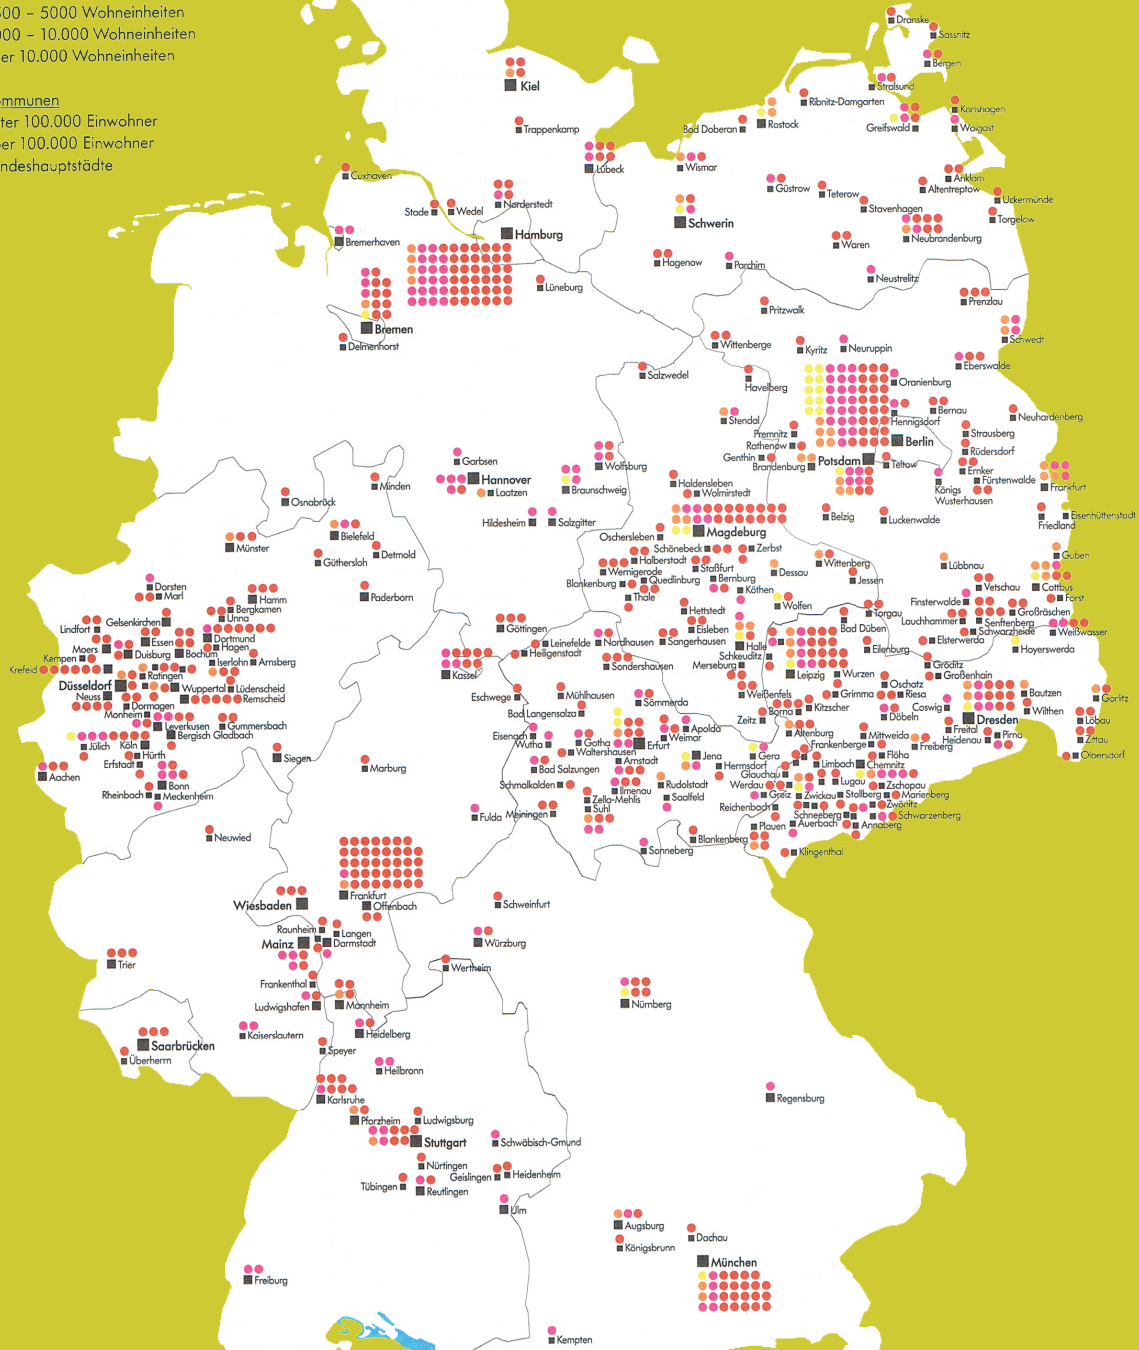 500 – 5000 Wohneinheiten
000 – 10.000 Wohneinheiten
er 10.000 Wohneinheiten
ommunen
ter 100.000 Einwohner
er 100.000 Einwohner
ndeshauptstädte
Dranske
Sassnitz
Bergen
Stralsund
Kiel
Ribnitz-Damgarten
Karlshagen
Trappenkamp
Bad Doberan
Rostock
Greifswald
Wolgast
Lübeck
Wismar
Cuxhaven
Anklam
Güstrow
Teterow
Altentreptow
Ückermünde
Stade
Wedel
Norderstedt
Stavenhagen
Torgelow
Schwerin
Hamburg
Bremerhaven
Neubrandenburg
Waren
Hagenow
Parchim
Neustrelitz
Lüneburg
Prenzlau
Pritzwalk
Bremen
Schwedt
Delmenhorst
Wittenberge
Kyritz
Neuruppin
Eberswalde
Salzwedel
Havelberg
Oranienburg
Bernau
Neuhardenberg
Stendal
Hennigsdorf
Premnitz
Strausberg
Berlin
Rathenow
Rüdersdorf
Garbsen
Wolfsburg
Genthin
Brandenburg
Potsdam
Teltow
Erkner
Hannover
Minden
Laatzen
Braunschweig
Haldensleben
Wolmirstedt
Fürstenwalde
Frankfurt
Königs
Wusterhausen
Osnabrück
Hildesheim
Salzgitter
Belzig
Luckenwalde
Eisenhüttenstadt
Friedland
Oschersleben
Magdeburg
Bielefeld
Münster
Schönebeck
Zerbst
Detmold
Gütersloh
Halberstadt
Wernigerode
Staßfurt
Dessau
Wittenberg
Lübbnau
Guben
Blankenburg
Quedlinburg
Bernburg
Köthen
Jessen
Dorsten
Marl
Paderborn
Thale
Vetschau
Cottbus
Forst
Hamm
Bergkamen
Unna
Hettstedt
Wolfen
Torgau
Finsterwalde
Großräschen
Gelsenkirchen
Lindfort
Göttingen
Eisleben
Bad Düben
Lauchhammer
Senftenberg
Schwarzheide
Weißwasser
Essen
Dortmund
Leinefelde
Nordhausen
Sangerhausen
Halle
Eilenburg
Elsterwerda
Hoyerswerda
Moers
Duisburg
Bochum
Hagen
Heiligenstadt
Schkeuditz
Kempen
Iserlohn
Arnsberg
Sondershausen
Merseburg
Gröditz
Krefeld
Ratingen
Kassel
Leipzig
Wurzen
Großenhain
Düsseldorf
Wuppertal
Lüdenscheid
Oschatz
Neuss
Remscheid
Eschwege
Mühlhausen
Sömmerda
Weißenfels
Grimma
Riesa
Bautzen
Görlitz
Dormagen
Monheim
Bad Langensalza
Borna
Kitzscher
Coswig
Wilthen
Döbeln
Dresden
Löbau
Leverkusen
Gummersbach
Zeitz
Freital
Eisenach
Apolda
Altenburg
Mittweida
Heidenau
Pirna
Zittau
Bergisch Gladbach
Wutha
Gotha
Weimar
Frankenberge
Freiberg
Jülich
Köln
Waltershausen
Erfurt
Jena
Gera
Flöha
Olbersdorf
Hürth
Erfstadt
Siegen
Marburg
Bad Salzungen
Arnstadt
Hermsdorf
Limbach
Chemnitz
Aachen
Glauchau
Lugau
Bonn
Schmalkalden
Ilmenau
Rudolstadt
Werdau
Zschopau
Rheinbach
Meckenheim
Zella-Mehlis
Saalfeld
Greiz
Zwickau
Stollberg
Marienberg
Suhl
Reichenbach
Zwönitz
Fulda
Meiningen
Schneeberg
Schwarzenberg
Plauen
Auerbach
Annaberg
Neuwied
Blankenberg
Sonneberg
Klingenthal
Frankfurt
Wiesbaden
Offenbach
Schweinfurt
Raunheim
Langen
Mainz
Darmstadt
Würzburg
Trier
Wertheim
Frankenthal
Ludwigshafen
Mannheim
Nürnberg
Kaiserslautern
Heidelberg
Saarbrücken
Speyer
Überherrn
Heilbronn
Karlsruhe
Regensburg
Pforzheim
Ludwigsburg
Stuttgart
Schwäbisch-Gmund
Nürtingen
Geislingen
Heidenheim
Tübingen
Reutlingen
Ulm
Augsburg
Dachau
Königsbrunn
München
Freiburg
Kempten